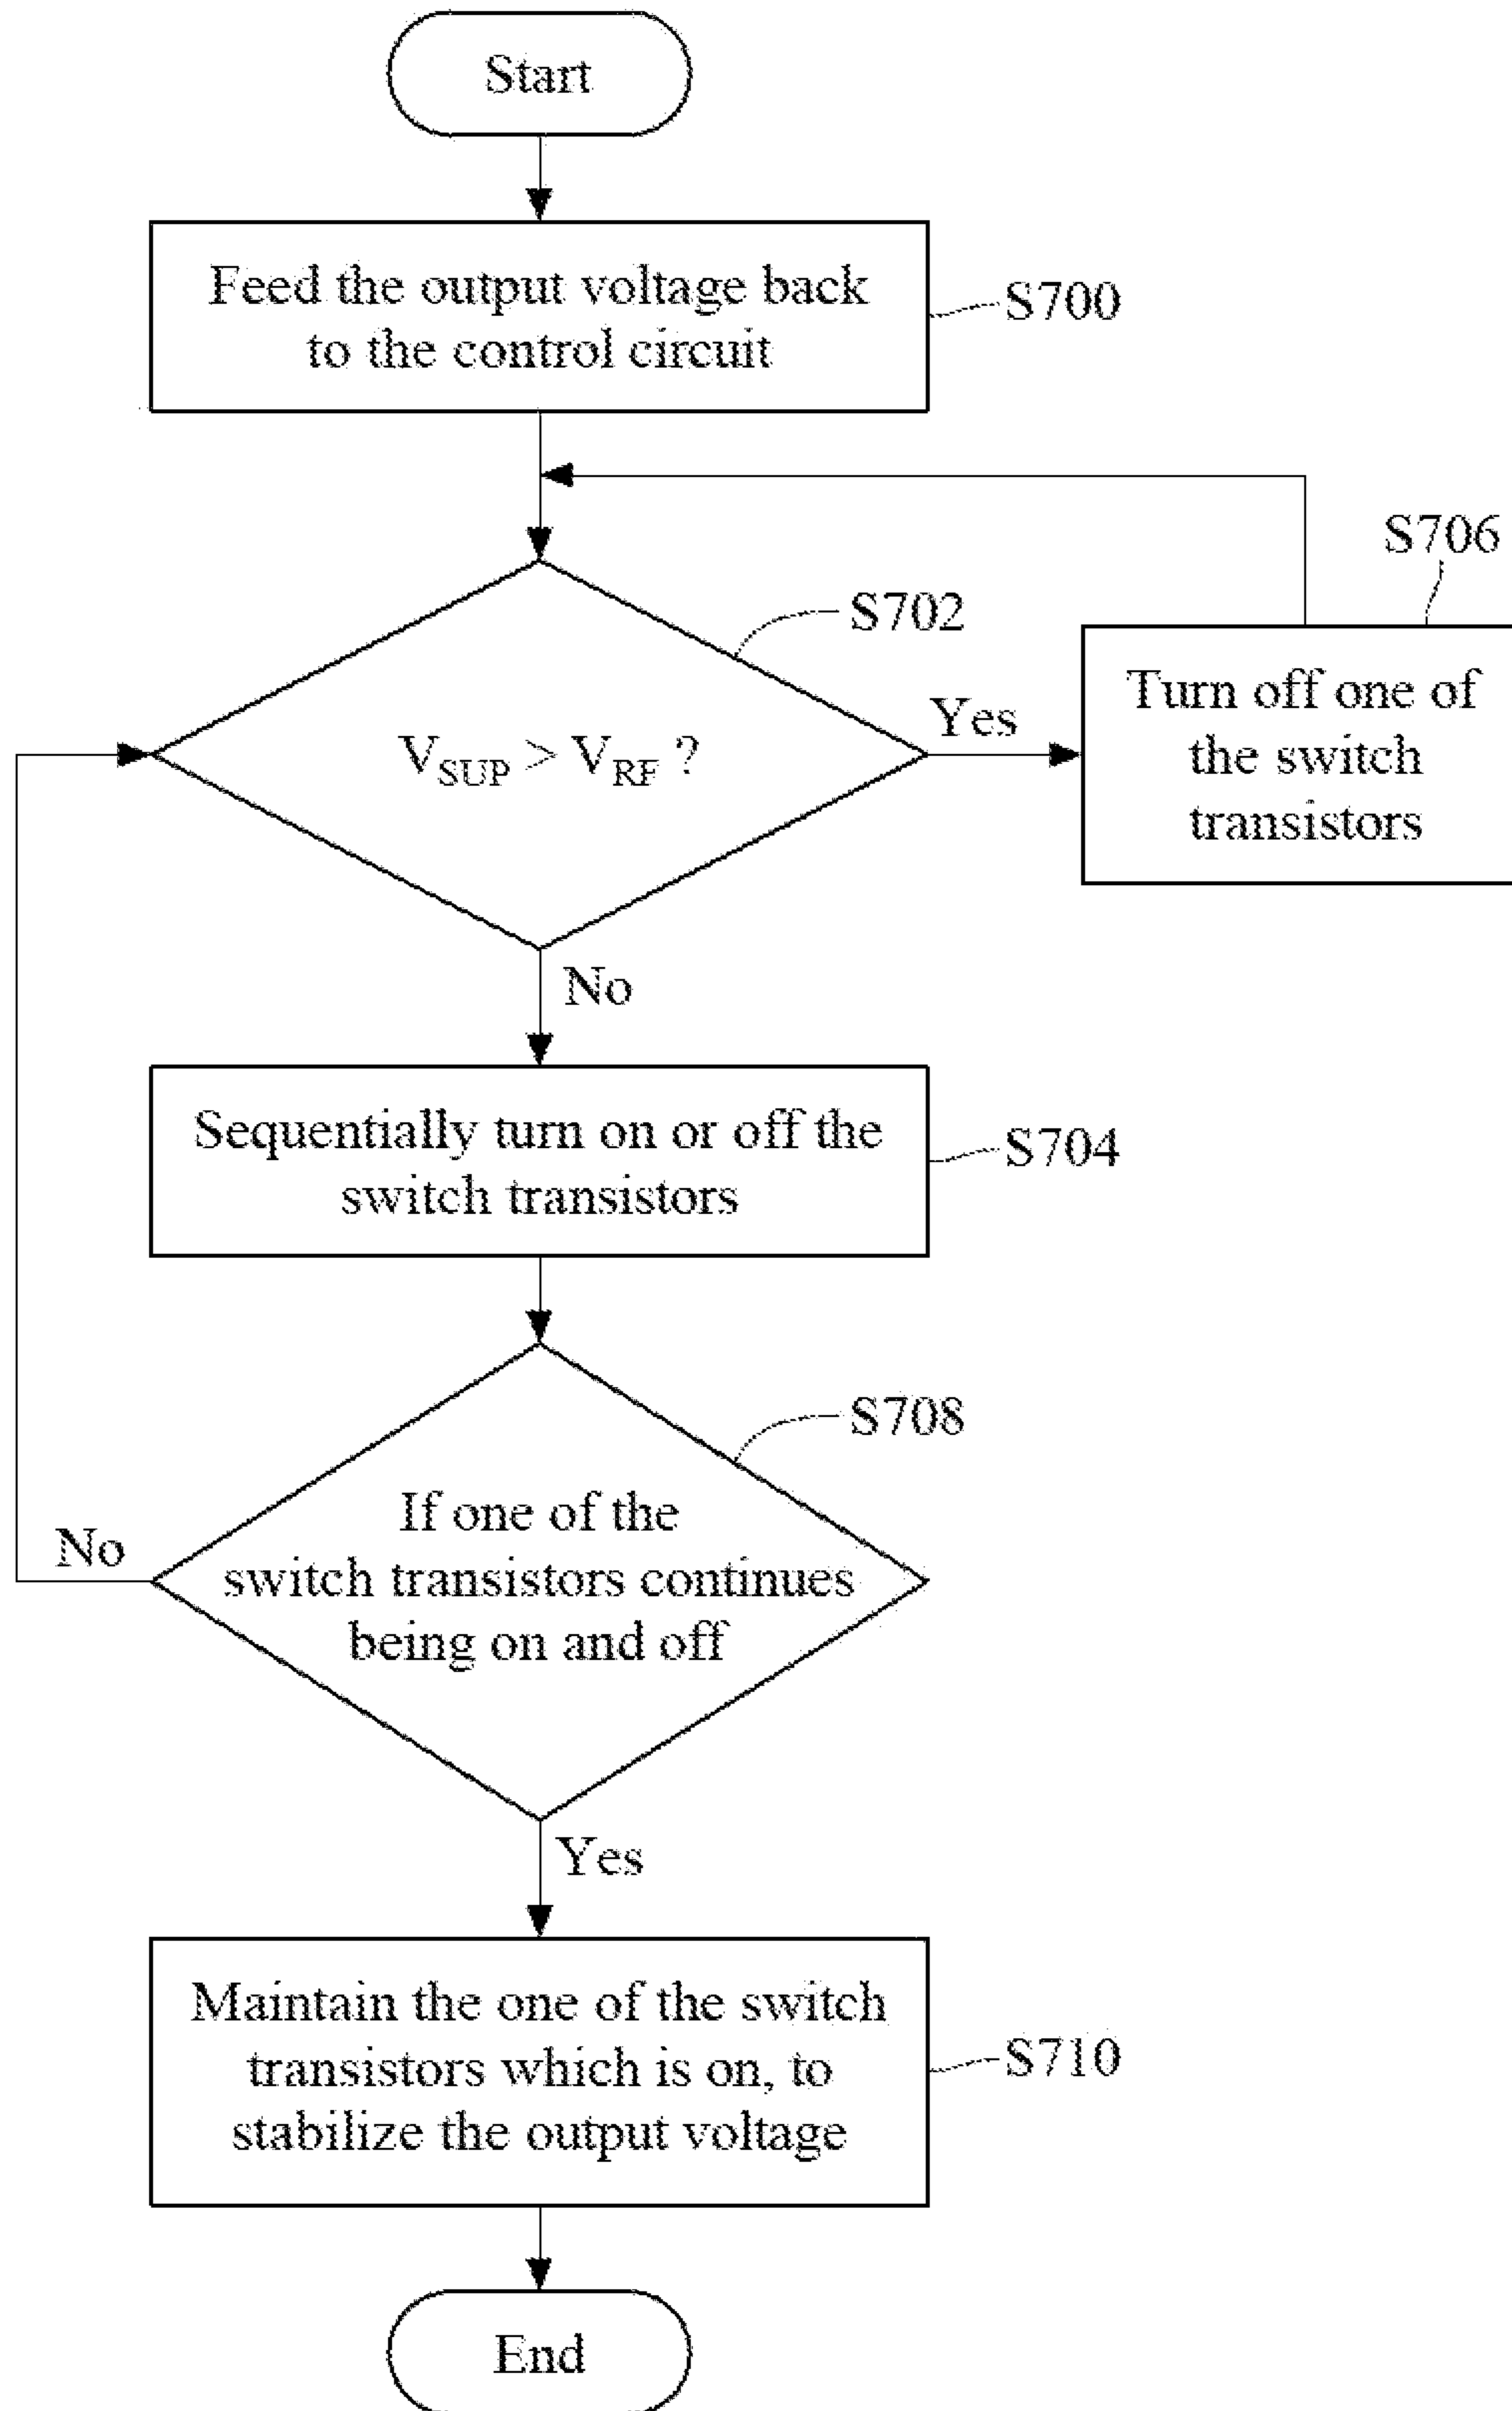 Start
Feed the output voltage back
to the control circuit
S700
S706
S702
Turn off one of
the switch
transistors
Yes
V_SUP > V_RF ?
No
Sequentially turn on or off the
switch transistors
S704
S708
If one of the
switch transistors continues
being on and off
No
Yes
Maintain the one of the switch
transistors which is on, to
stabilize the output voltage
S710
End